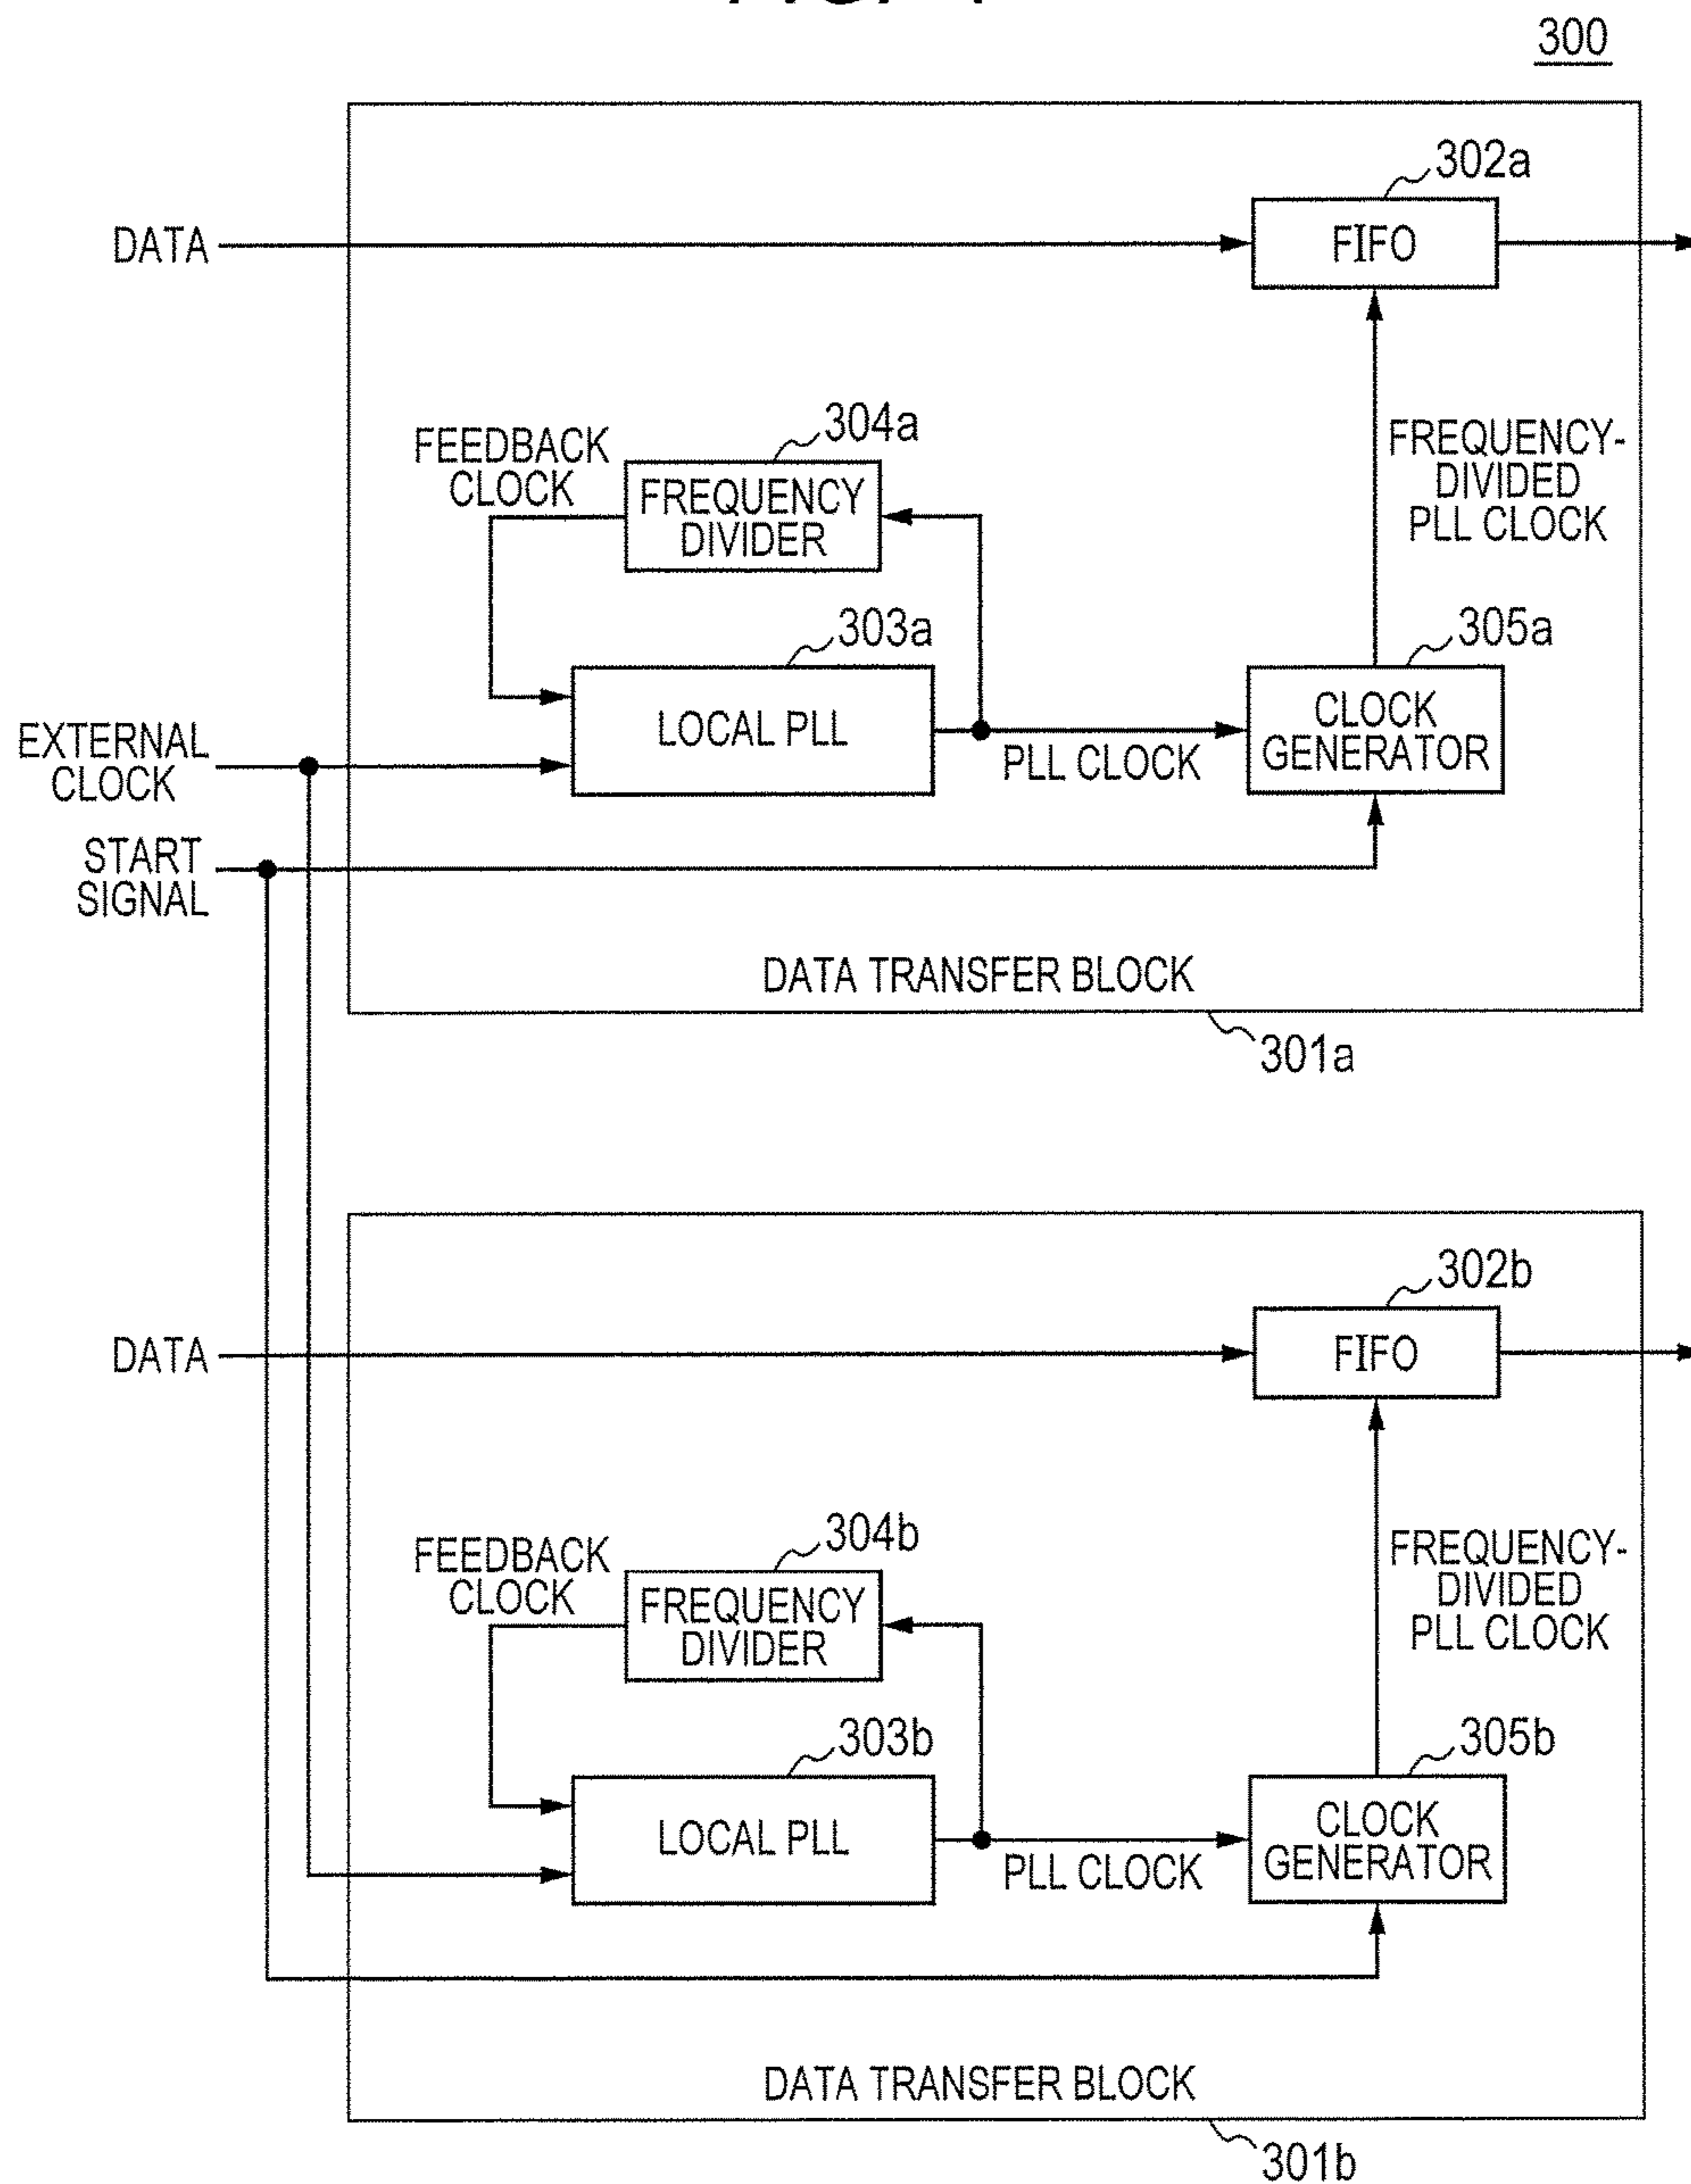 300
302a
DATA
FIFO
304a
FEEDBACK
CLOCK
FREQUENCY
DIVIDER
FREQUENCY-
DIVIDED
PLL CLOCK
303a
305a
LOCAL PLL
CLOCK
GENERATOR
EXTERNAL
CLOCK
PLL CLOCK
START
SIGNAL
DATA TRANSFER BLOCK
301a
302b
DATA
FIFO
304b
FEEDBACK
CLOCK
FREQUENCY
DIVIDER
FREQUENCY-
DIVIDED
PLL CLOCK
303b
305b
LOCAL PLL
CLOCK
GENERATOR
PLL CLOCK
DATA TRANSFER BLOCK
301b